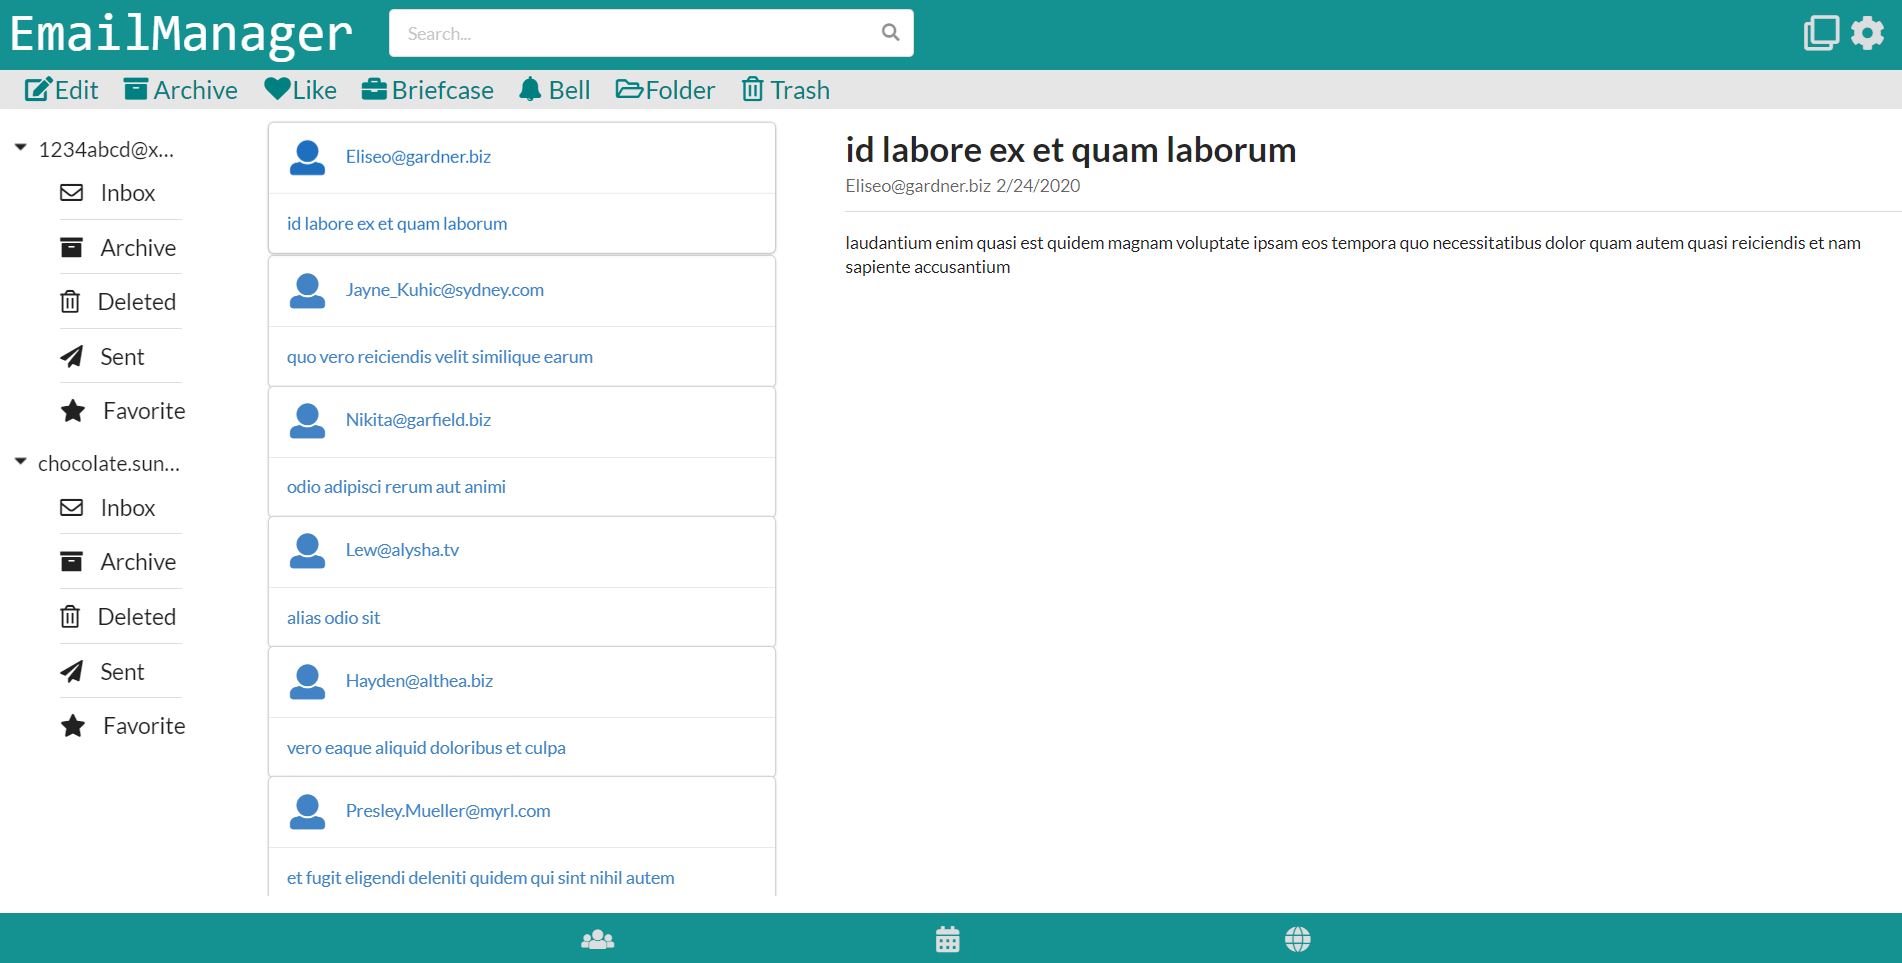 EmailManager
Search...
Edit Archive Like Briefcase Bell Folder Trash
1234abcd@x...
Inbox
Archive
Deleted
Sent
Favorite
chocolate.sun...
Inbox
Archive
Deleted
Sent
Favorite
Eliseo@gardner.biz
id labore ex et quam laborum
Jayne_Kuhic@sydney.com
quo vero reiciendis velit similique earum
Nikita@garfield.biz
odio adipisci rerum aut animi
Lew@alysha.tv
alias odio sit
Hayden@althea.biz
vero eaque aliquid doloribus et culpa
Presley.Mueller@myrl.com
et fugit eligendi deleniti quidem qui sint nihil autem
id labore ex et quam laborum
Eliseo@gardner.biz 2/24/2020
laudantium enim quasi est quidem magnam voluptate ipsam eos tempora quo necessitatibus dolor quam autem quasi reiciendis et nam
sapiente accusantium